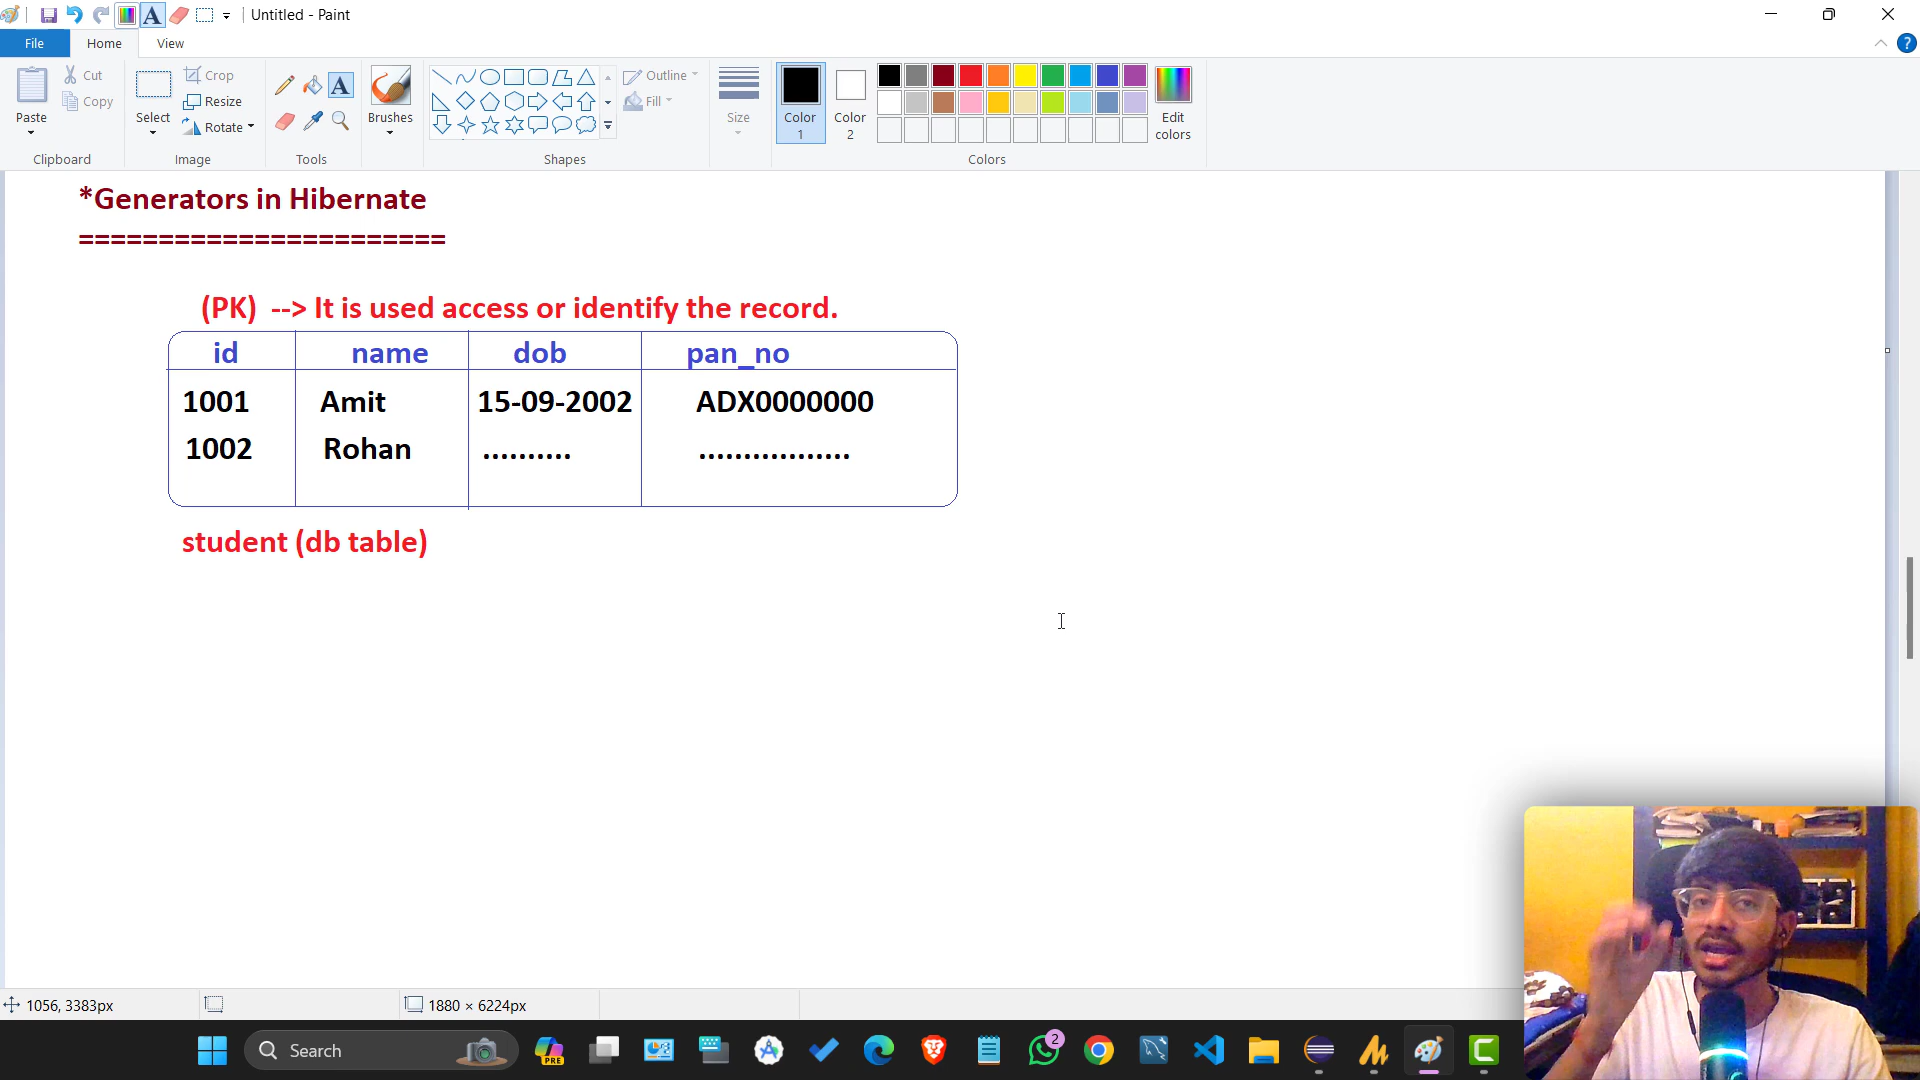 Untitled - Paint
File Home View
Cut
Copy
Paste
Clipboard
Select
Crop
Resize
Rotate
Image
Tools
Brushes
Outline
Fill
Shapes
Size
Color 1
Color 2
Edit colors
Colors
*Generators in Hibernate
=======================
(PK) --> It is used access or identify the record.
id name dob pan_no
1001 Amit 15-09-2002 ADX0000000
1002 Rohan .......... .................
student (db table)
1056, 3383px
1880 × 6224px
Search
PRE
2